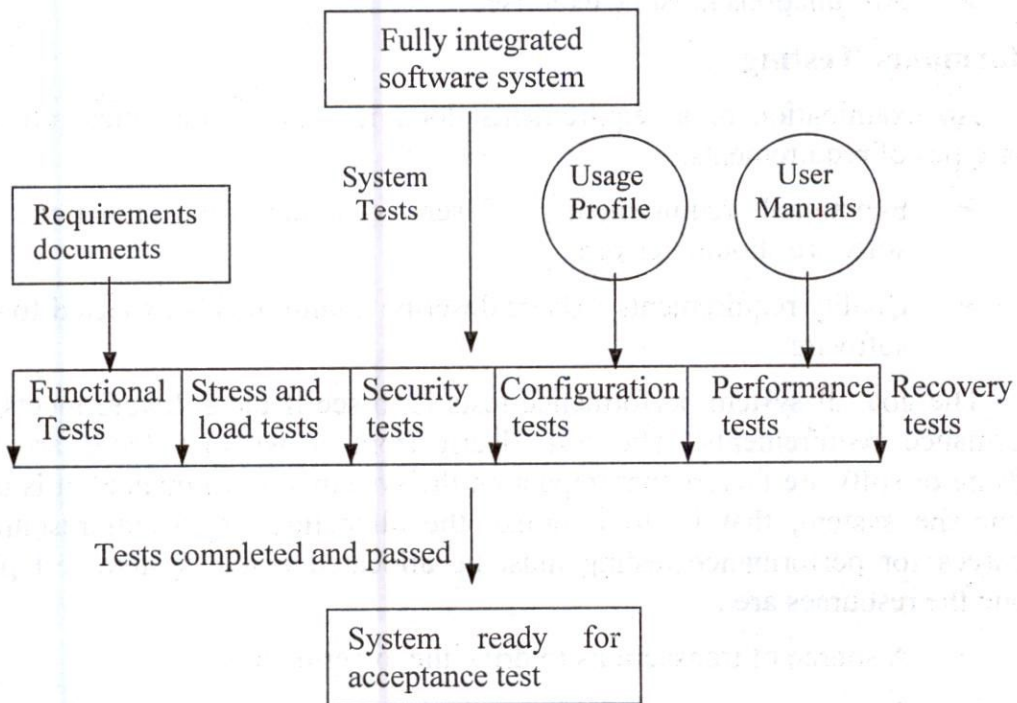 Fully integrated
software system
System
Tests
Usage
Profile
User
Manuals
Requirements
documents
Functional
Tests
Stress and
load tests
Security
tests
Configuration
tests
Performance
tests
Recovery
tests
Tests completed and passed
System ready for
acceptance test